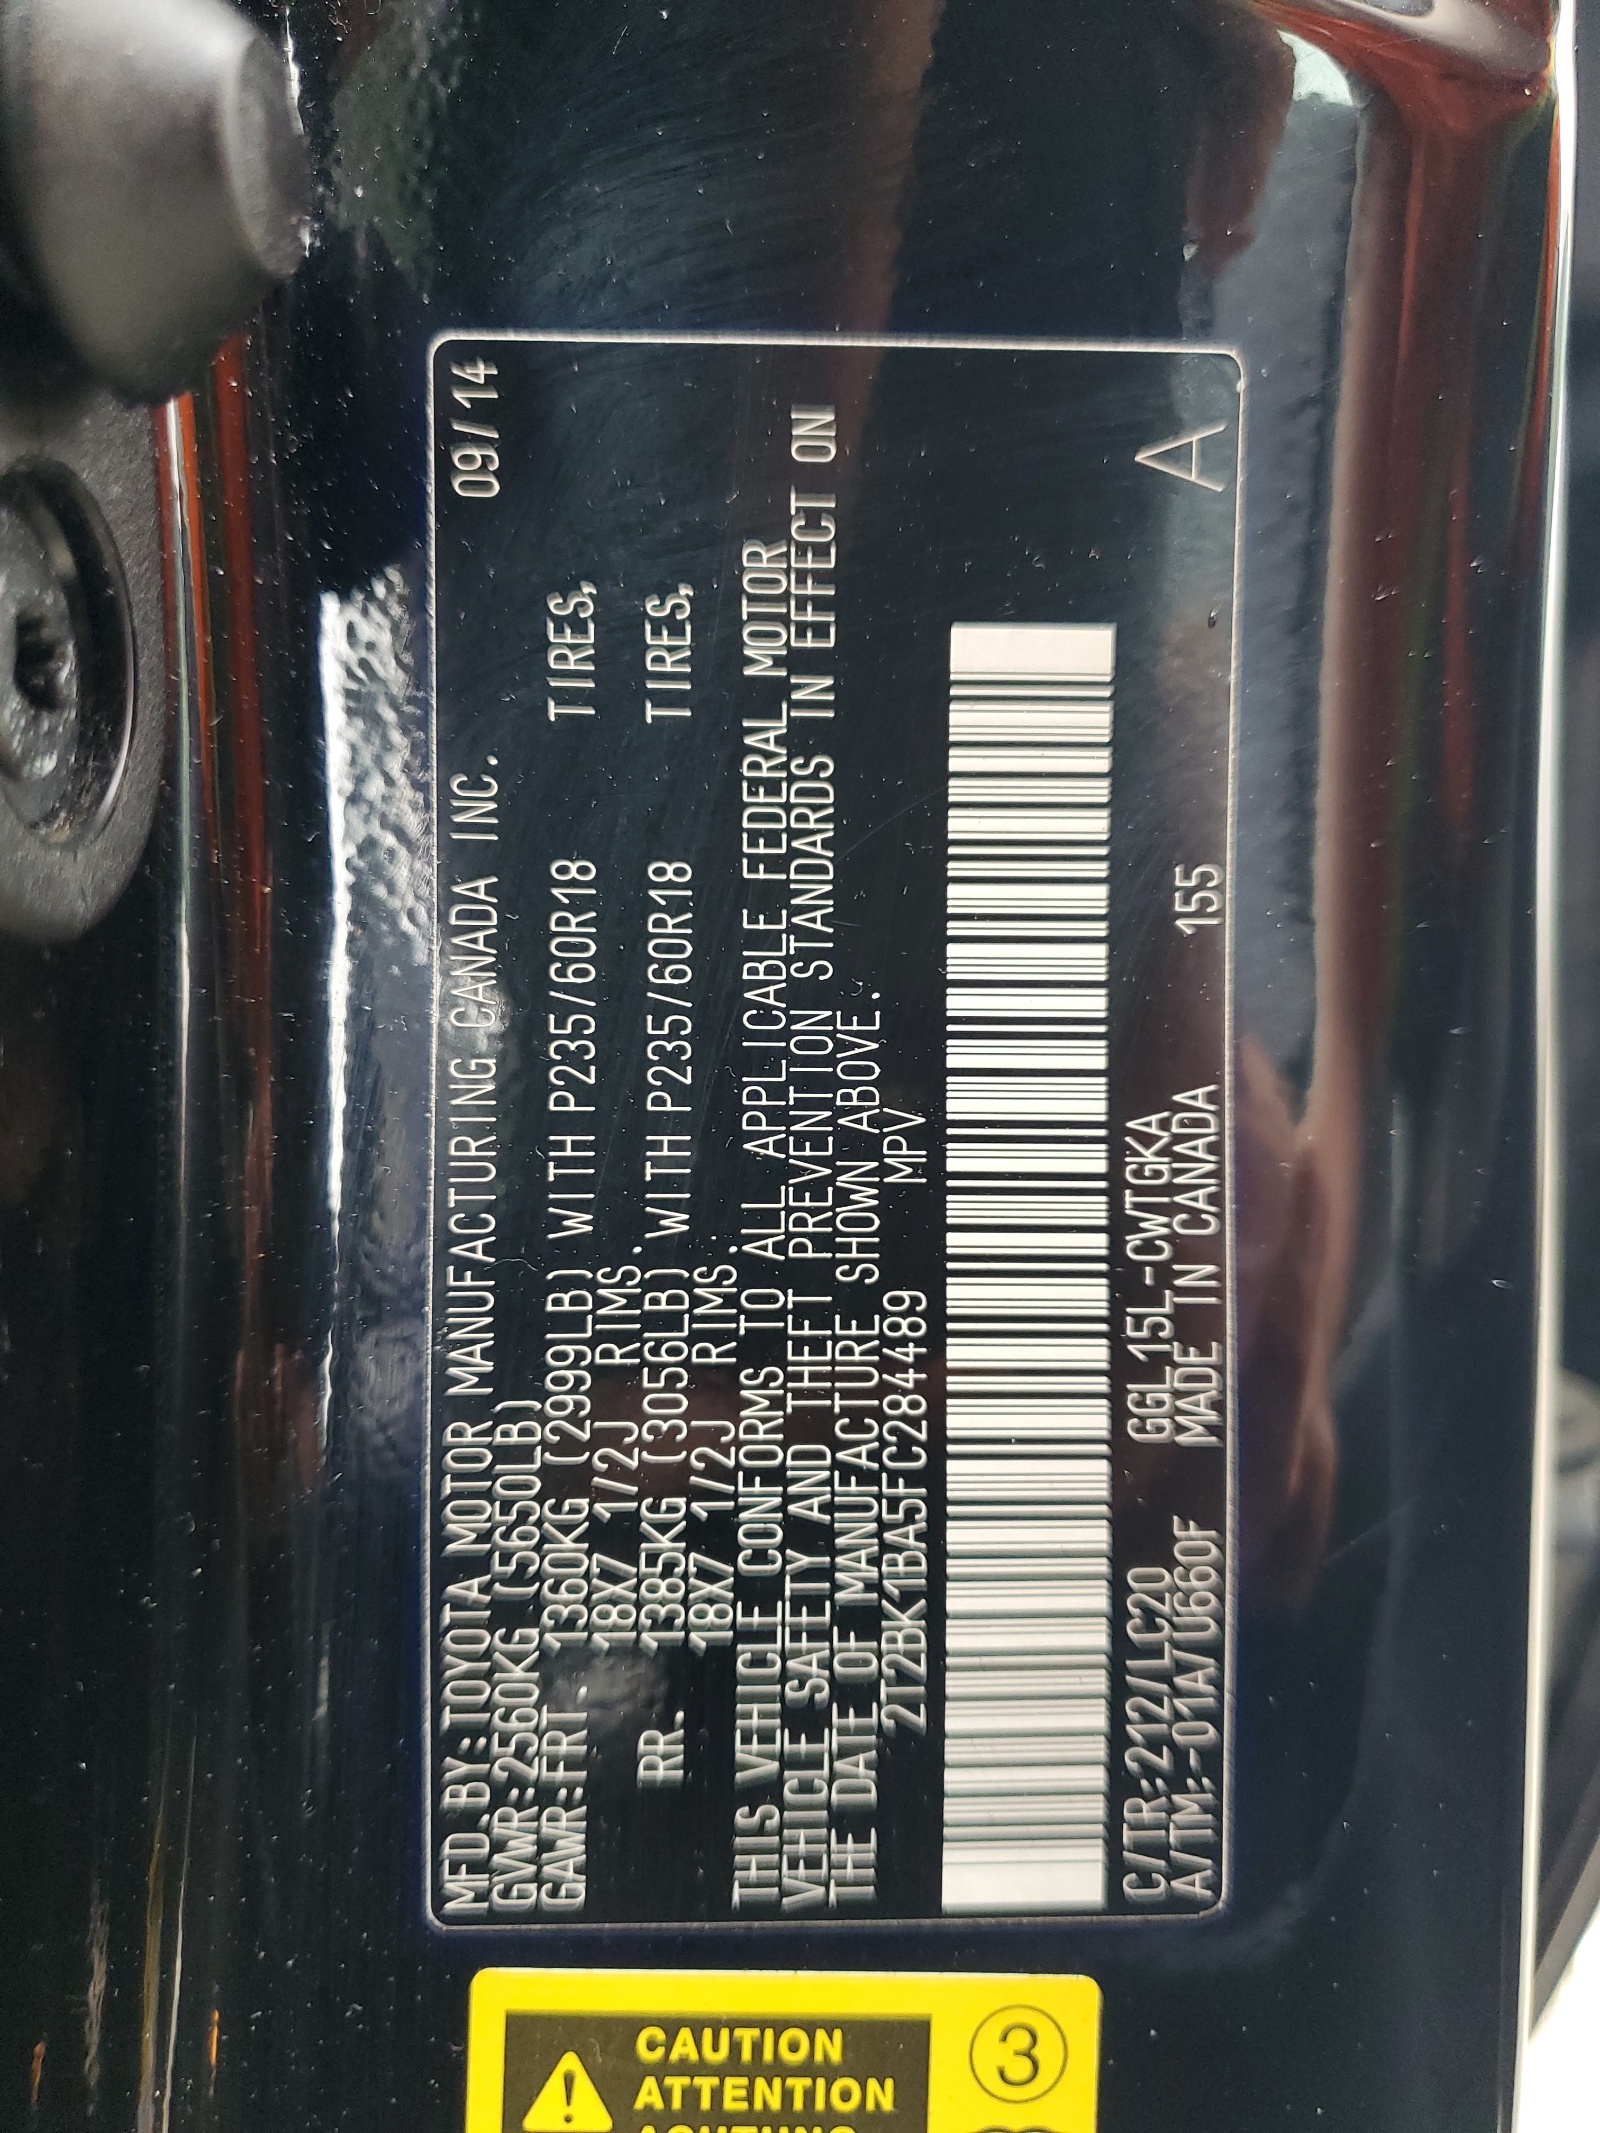 MFD.BY:TOYOTA MOTOR MANUFACTURING CANADA INC. 09/14
GVWR:2560KG (5650LB)
GAWR:FRT. 1360KG (2999LB) WITH P235/60R18 TIRES,
18X7 1/2J RIMS.
RR. 1385KG (3056LB) WITH P235/60R18 TIRES,
18X7 1/2J RIMS.
THIS VEHICLE CONFORMS TO ALL APPLICABLE FEDERAL MOTOR
VEHICLE SAFETY AND THEFT PREVENTION STANDARDS IN EFFECT ON
THE DATE OF MANUFACTURE SHOWN ABOVE.
2T2BK1BA5FC284489 MPV
C/TR:212/LC20 GGL15L-CWTGKA
A/TM:-01A/U660F MADE IN CANADA 155 A
CAUTION
ATTENTION
ACHTUNG
3